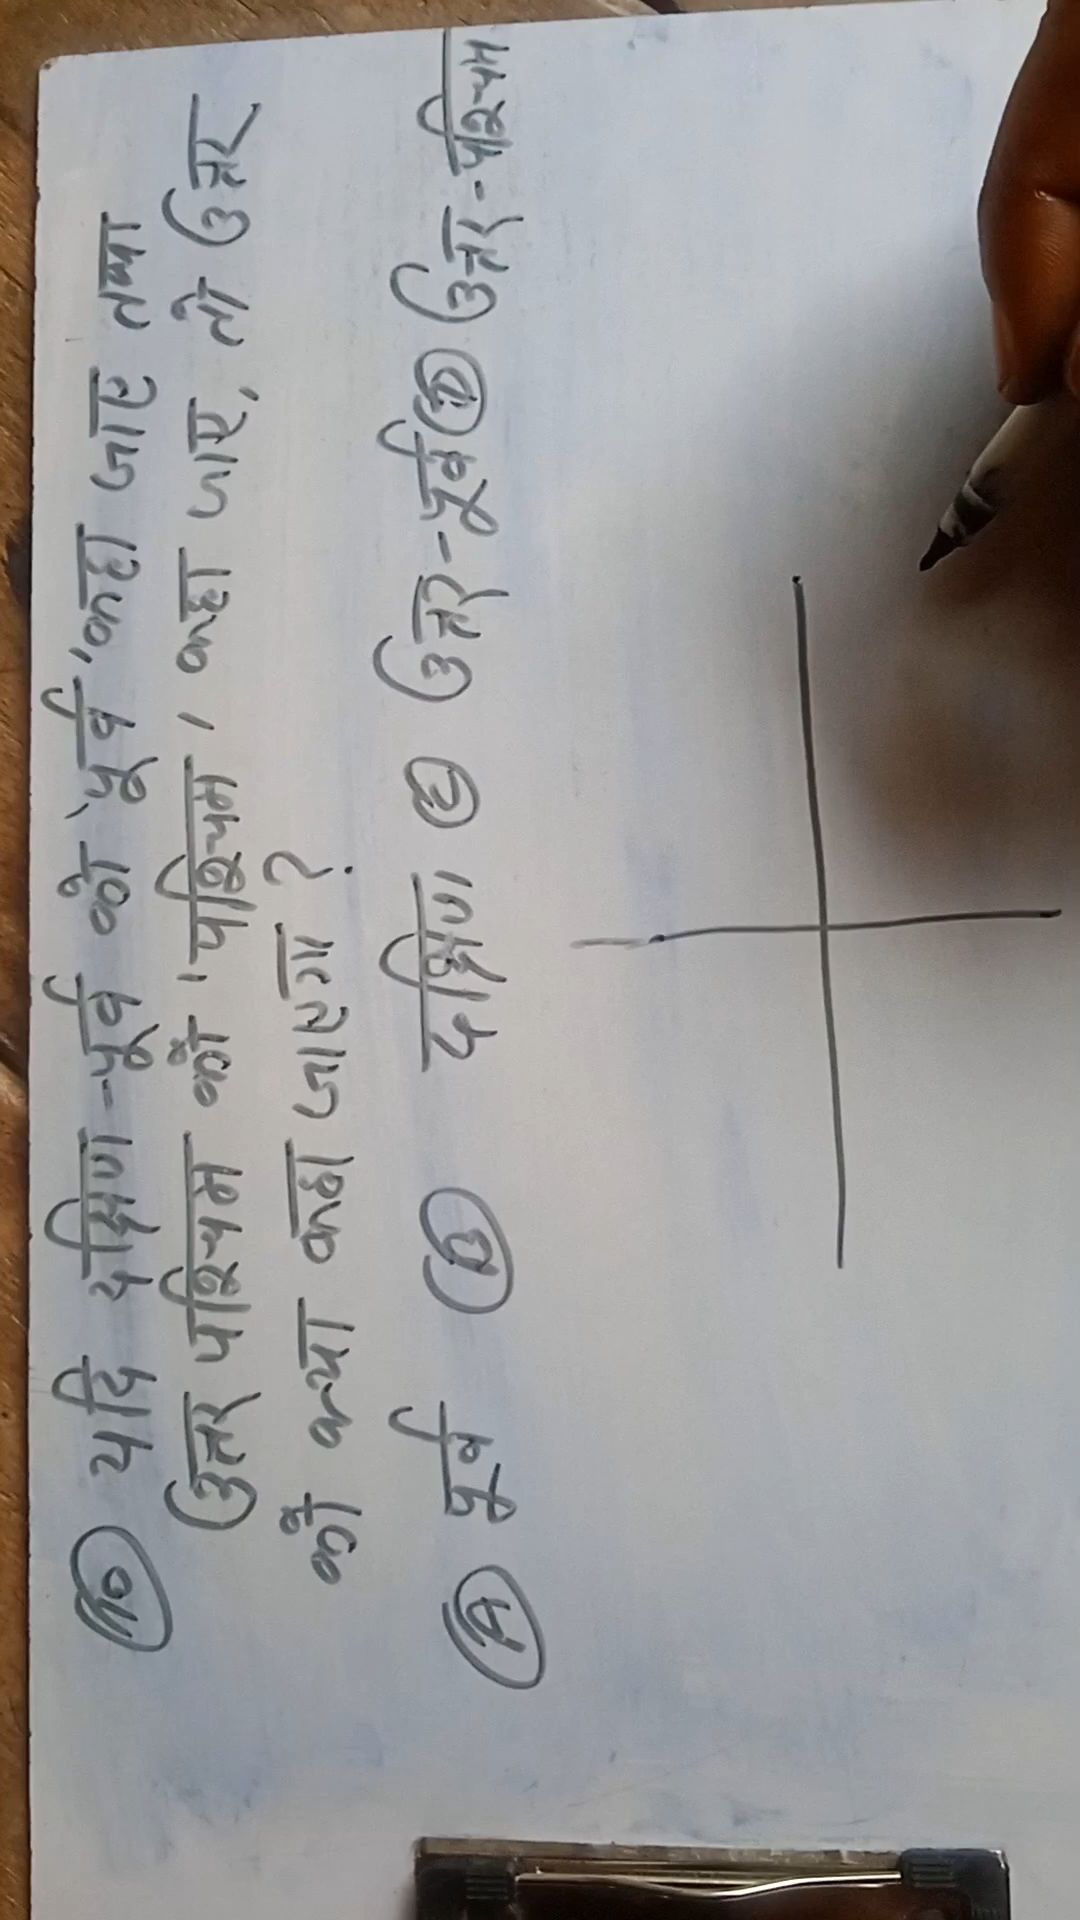 (10) यदि दक्षिण-पूर्व को 'पूर्व' कहा जाए तथा
उत्तर पश्चिम को 'पश्चिम' कहा जाए, तो उत्तर
को क्या कहा जाएगा ?
(A) पूर्व (B) दक्षिण (C) उत्तर-पूर्व (D) उत्तर-पश्चिम